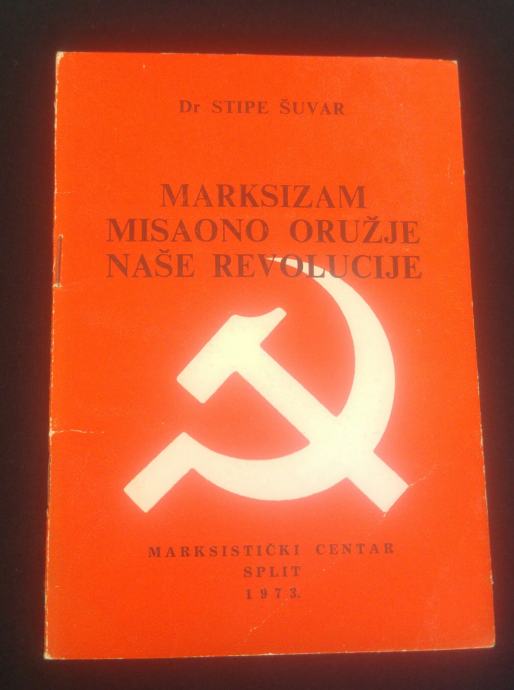 Dr STIPE ŠUVAR
MARKSIZAM
MISAONO ORUŽJE
NAŠE REVOLUCIJE
MARKSISTIČKI CENTAR
SPLIT
1973.